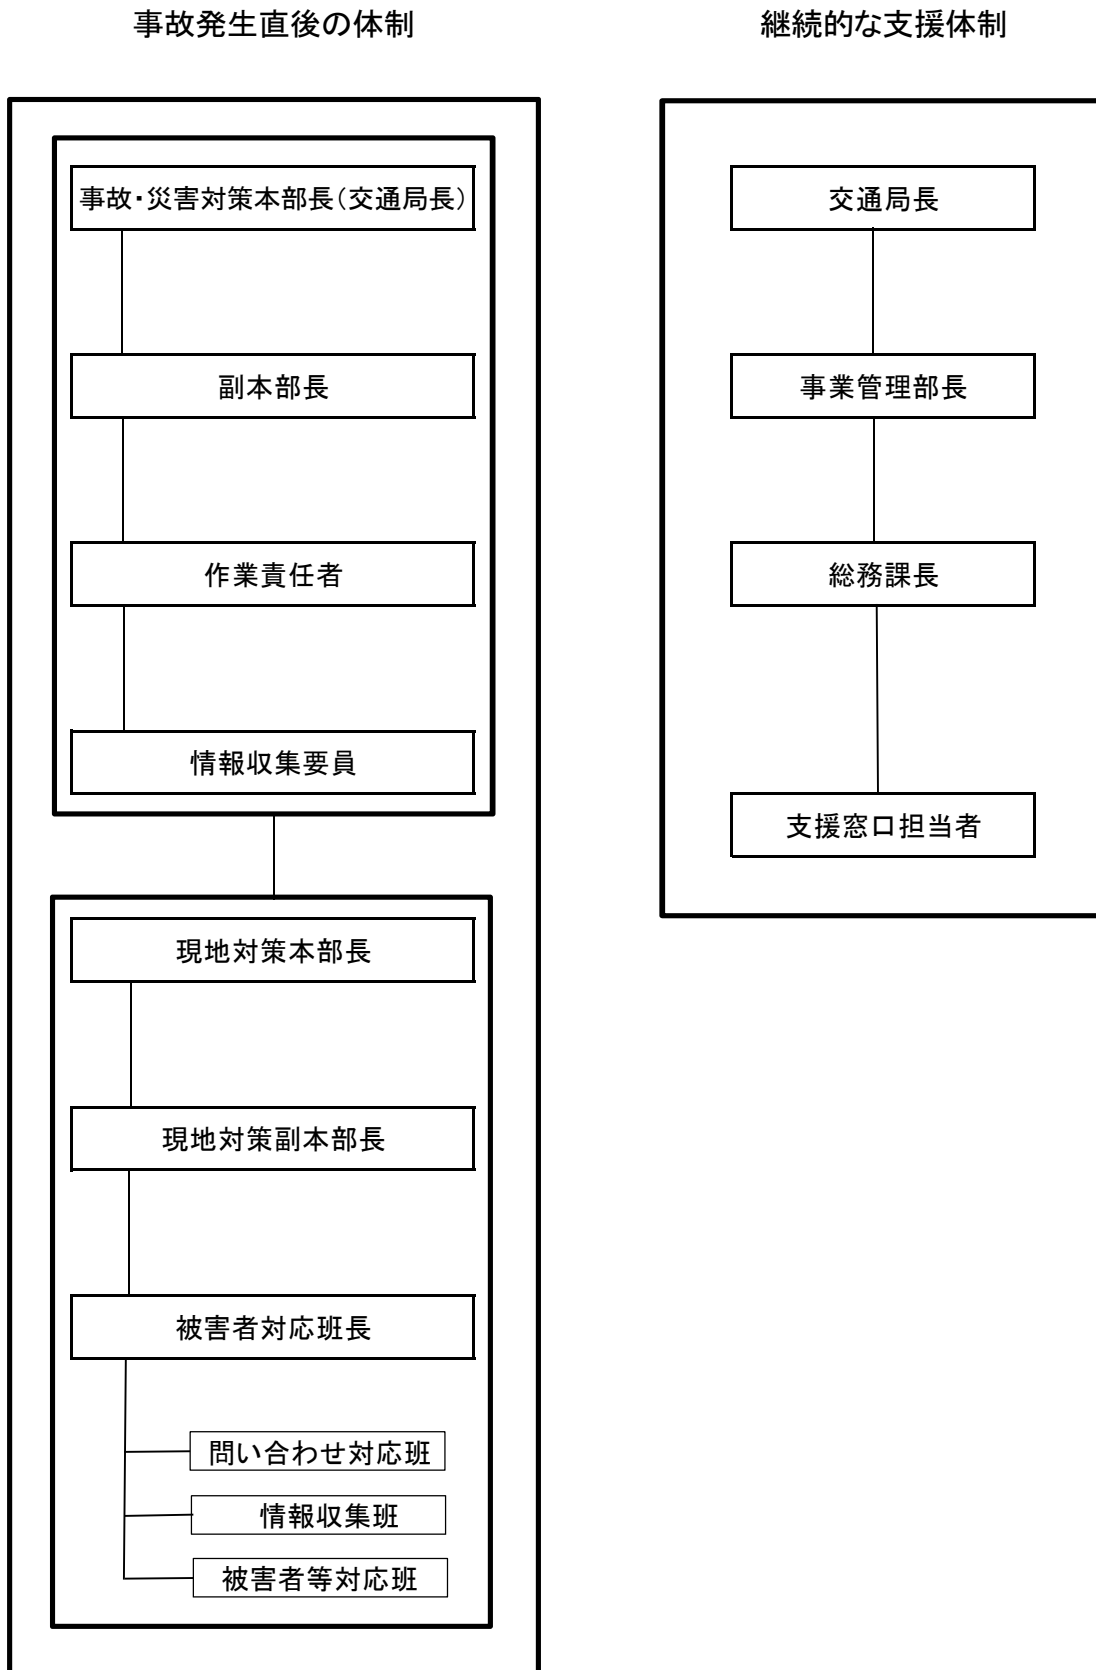 事故発生直後の体制
事故・災害対策本部長(交通局長)
副本部長
作業責任者
情報収集要員
現地対策本部長
現地対策副本部長
被害者対応班長
問い合わせ対応班
情報収集班
被害者等対応班
継続的な支援体制
交通局長
事業管理部長
総務課長
支援窓口担当者